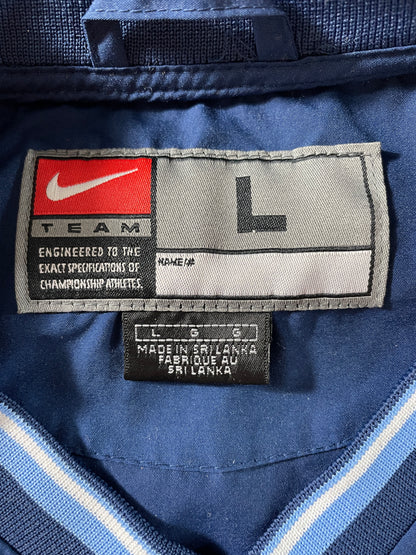 TEAM
ENGINEERED TO THE
EXACT SPECIFICATIONS OF
CHAMPIONSHIP ATHLETES.
L
NAME/#
L G G
MADE IN SRI LANKA
FABRIQUE AU
SRI LANKA